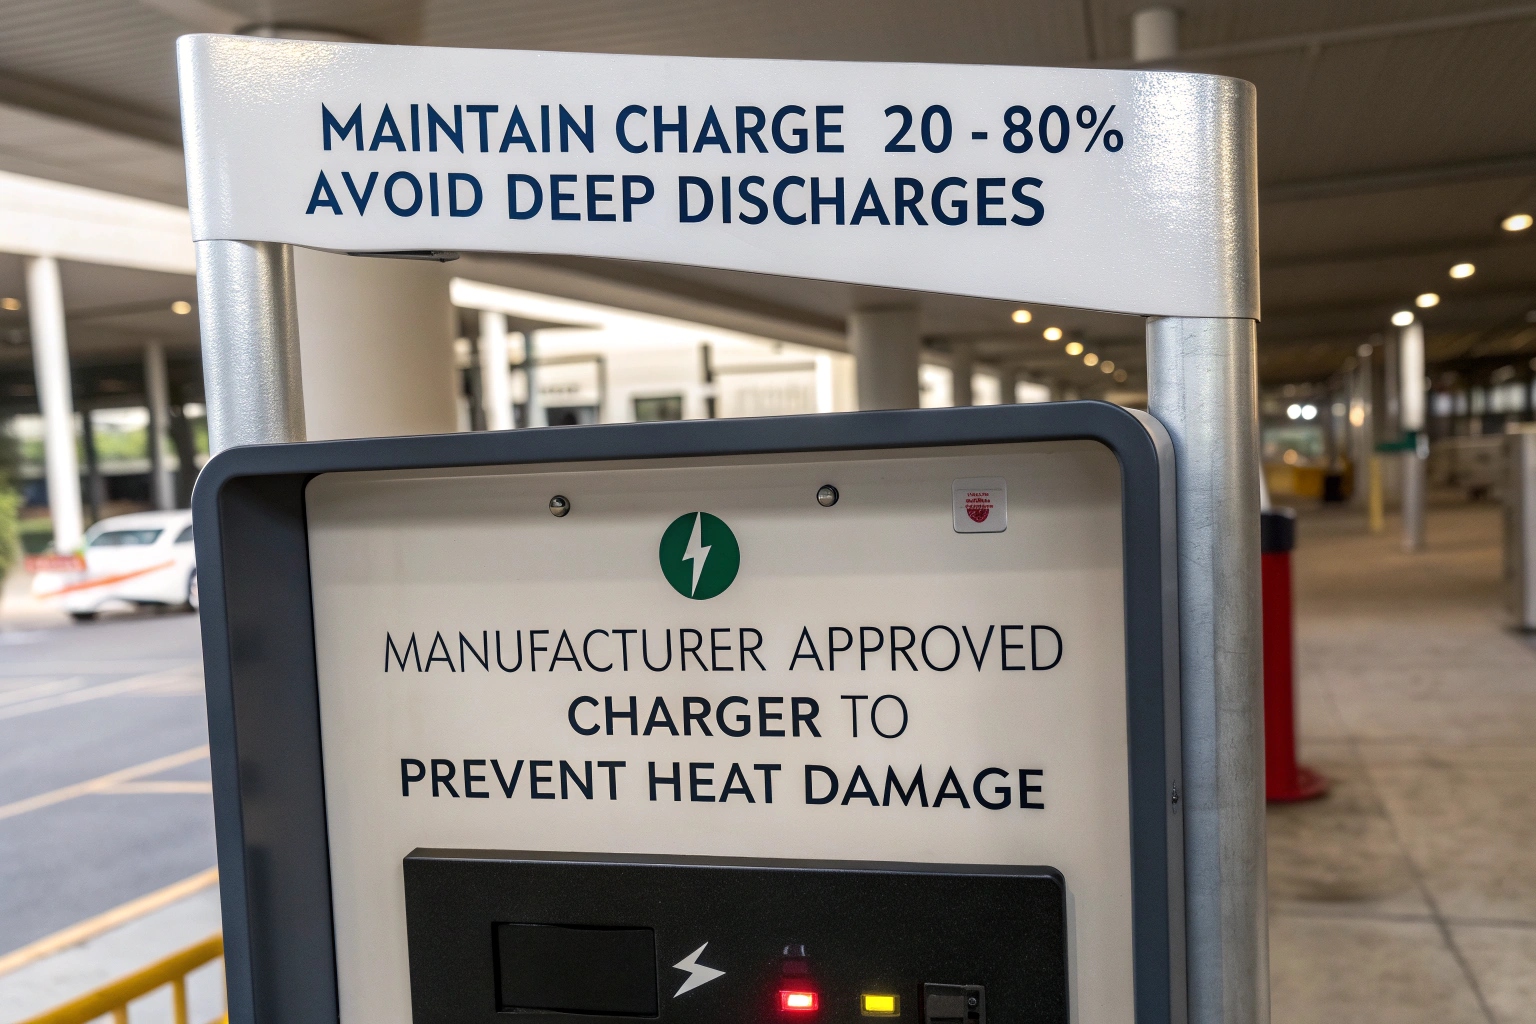 MAINTAIN CHARGE 20 - 80%
AVOID DEEP DISCHARGES
MANUFACTURER APPROVED
CHARGER TO
PREVENT HEAT DAMAGE